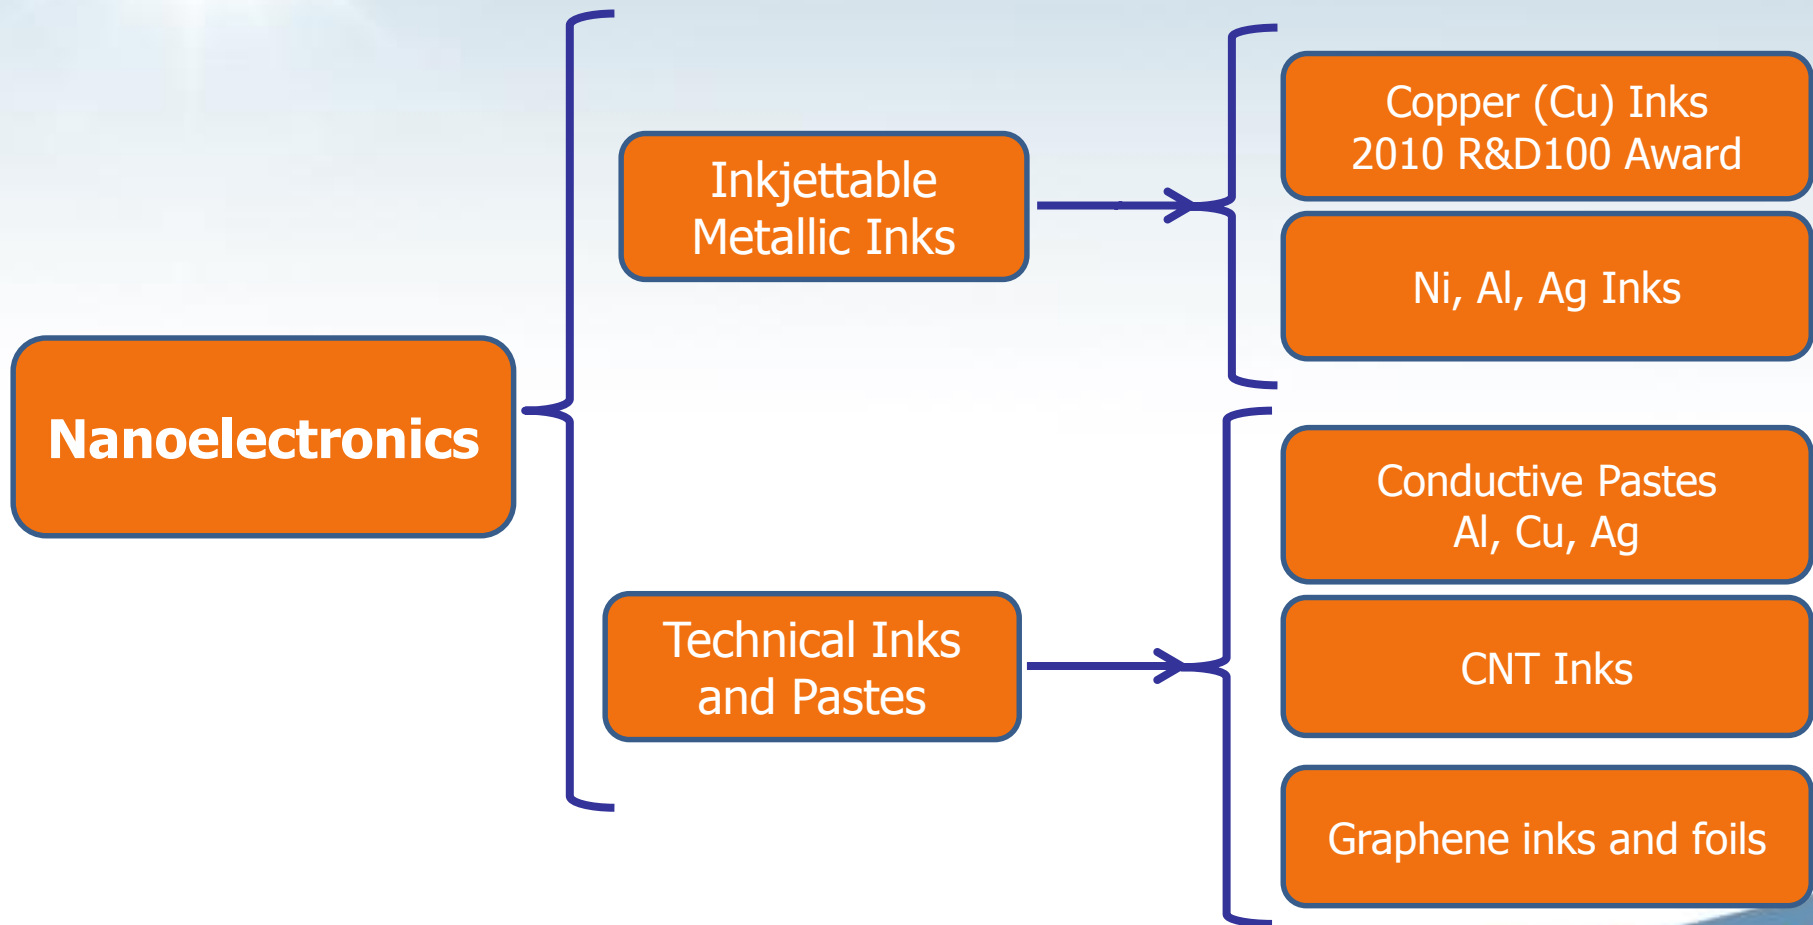 Nanoelectronics
Inkjettable
Metallic Inks
Copper (Cu) Inks
2010 R&D100 Award
Ni, Al, Ag Inks
Technical Inks
and Pastes
Conductive Pastes
Al, Cu, Ag
CNT Inks
Graphene inks and foils